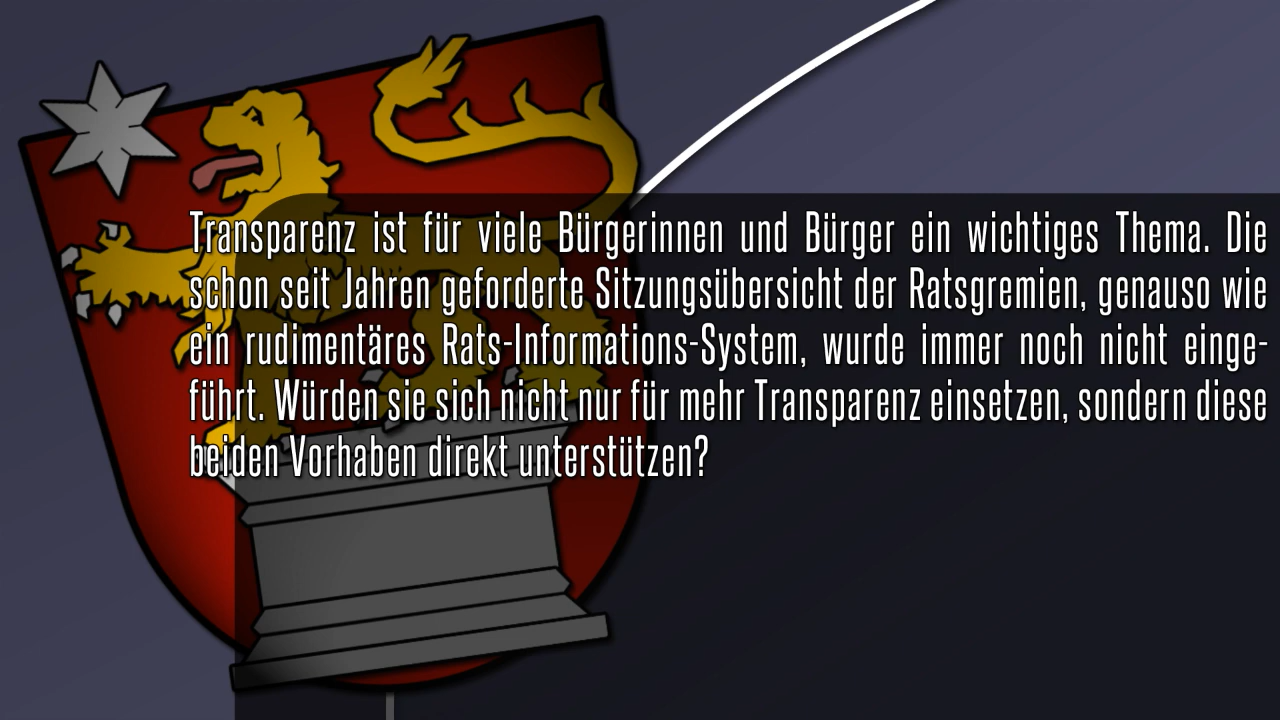 Transparenz ist für viele Bürgerinnen und Bürger ein wichtiges Thema. Die
schon seit Jahren geforderte Sitzungsübersicht der Ratsgremien, genauso wie
ein rudimentäres Rats-Informations-System, wurde immer noch nicht einge-
führt. Würden sie sich nicht nur für mehr Transparenz einsetzen, sondern diese
beiden Vorhaben direkt unterstützen?